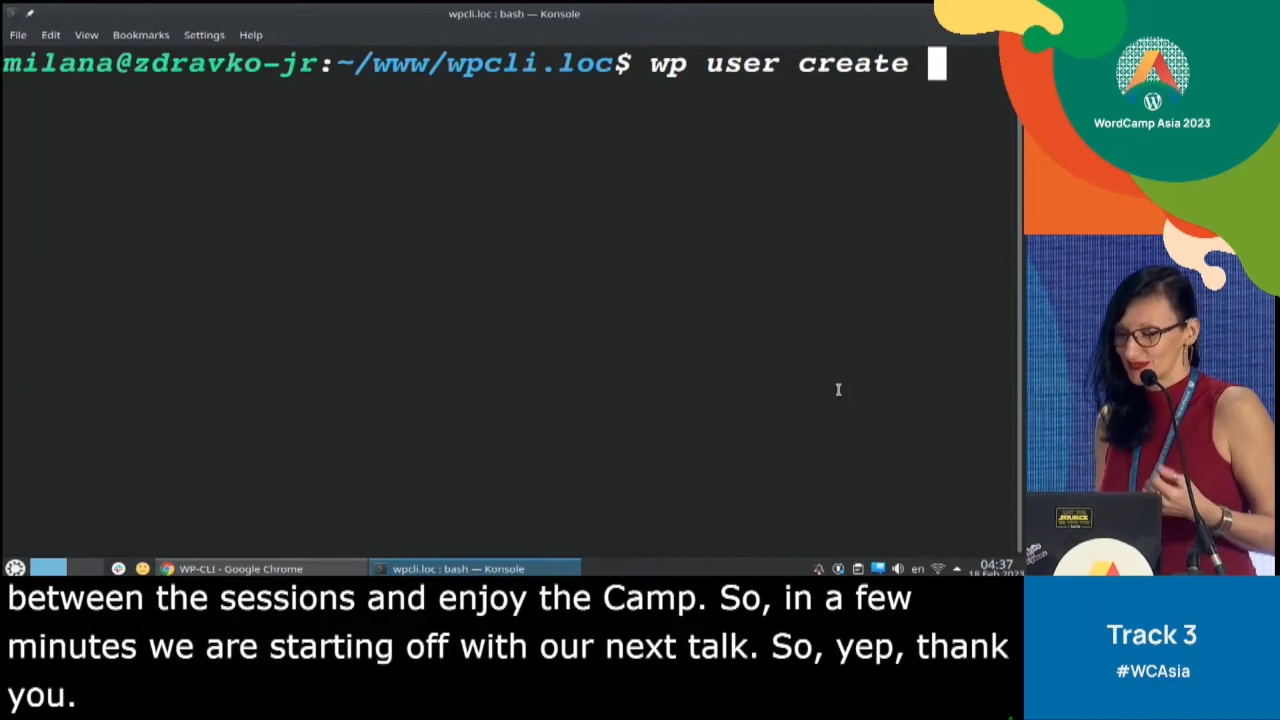 wpcli.loc : bash — Konsole
File Edit View Bookmarks Settings Help
milana@zdravko-jr:~/www/wpcli.loc$ wp user create
WordCamp Asia 2023
WP-CLI - Google Chrome
wpcli.loc : bash — Konsole
en
04:37
18 Feb 2023
between the sessions and enjoy the Camp. So, in a few
minutes we are starting off with our next talk. So, yep, thank
you.
Track 3
#WCAsia